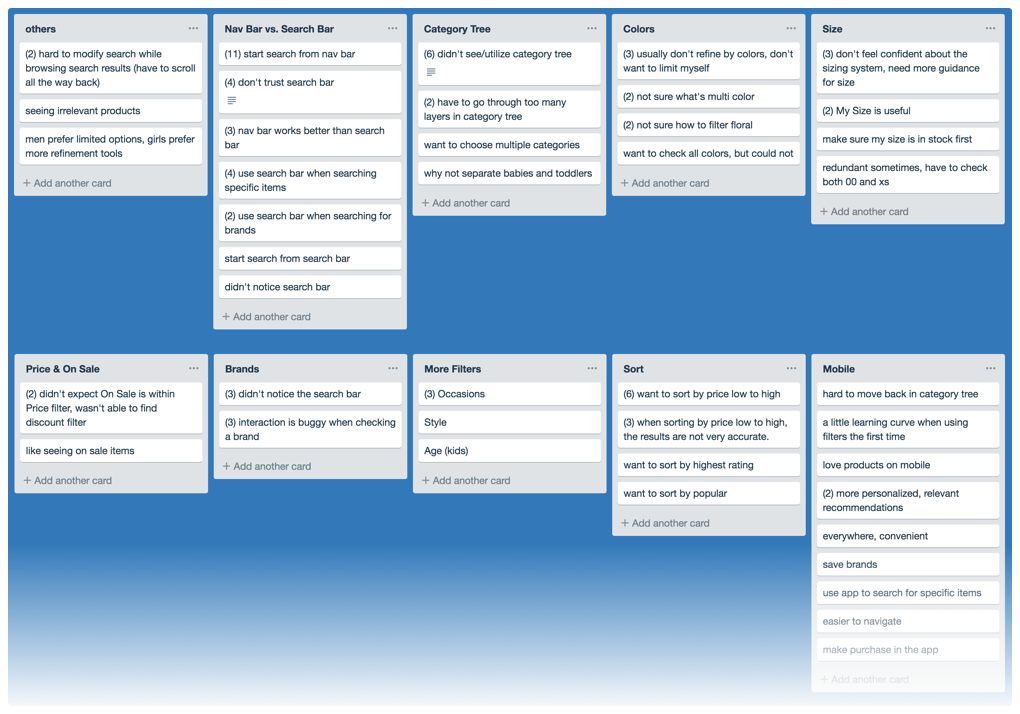 others
(2) hard to modify search while
browsing search results (have to scroll
all the way back)
seeing irrelevant products
men prefer limited options, girls prefer
more refinement tools
+ Add another card
Nav Bar vs. Search Bar
(11) start search from nav bar
(4) don't trust search bar
(3) nav bar works better than search
bar
(4) use search bar when searching
specific items
(2) use search bar when searching for
brands
start search from search bar
didn't notice search bar
+ Add another card
Category Tree
(6) didn't see/utilize category tree
(2) have to go through too many
layers in category tree
want to choose multiple categories
why not separate babies and toddlers
+ Add another card
Colors
(3) usually don't refine by colors, don't
want to limit myself
(2) not sure what's multi color
(2) not sure how to filter floral
want to check all colors, but could not
+ Add another card
Size
(3) don't feel confident about the
sizing system, need more guidance
for size
(2) My Size is useful
make sure my size is in stock first
redundant sometimes, have to check
both 00 and xs
+ Add another card
Price & On Sale
(2) didn't expect On Sale is within
Price filter, wasn't able to find
discount filter
like seeing on sale items
+ Add another card
Brands
(3) didn't notice the search bar
(3) interaction is buggy when checking
a brand
+ Add another card
More Filters
(3) Occasions
Style
Age (kids)
+ Add another card
Sort
(6) want to sort by price low to high
(3) when sorting by price low to high,
the results are not very accurate.
want to sort by highest rating
want to sort by popular
+ Add another card
Mobile
hard to move back in category tree
a little learning curve when using
filters the first time
love products on mobile
(2) more personalized, relevant
recommendations
everywhere, convenient
save brands
use app to search for specific items
easier to navigate
make purchase in the app
+ Add another card